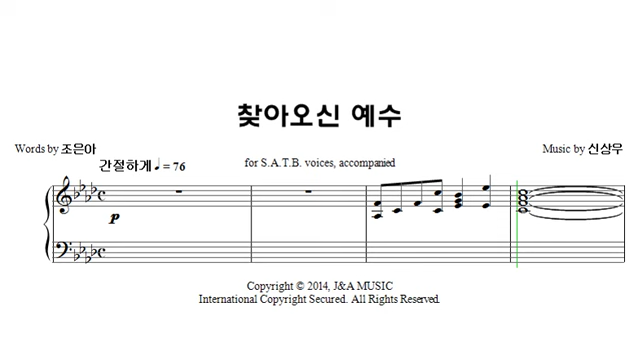 찾아오신 예수
Words by 조은아
Music by 신상우
간절하게 ♩ = 76
for S.A.T.B. voices, accompanied
p
Copyright © 2014, J&A MUSIC
International Copyright Secured. All Rights Reserved.